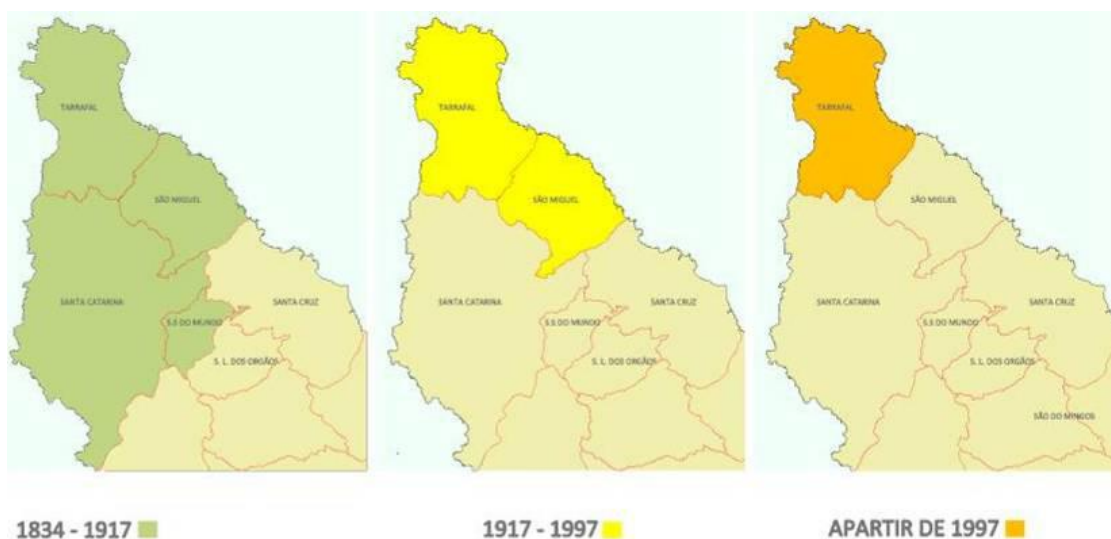 TARRAFAL
SÃO MIGUEL
SANTA CATARINA
SANTA CRUZ
S.S DO MUNDO
S. L. DOS ORGÃOS
1834 - 1917
TARRAFAL
SÃO MIGUEL
SANTA CATARINA
SANTA CRUZ
S.S DO MUNDO
S. L. DOS ORGÃOS
1917 - 1997
TARRAFAL
SÃO MIGUEL
SANTA CATARINA
SANTA CRUZ
S.S DO MUNDO
S. L. DOS ORGÃOS
SÃO DO MINGOS
APARTIR DE 1997